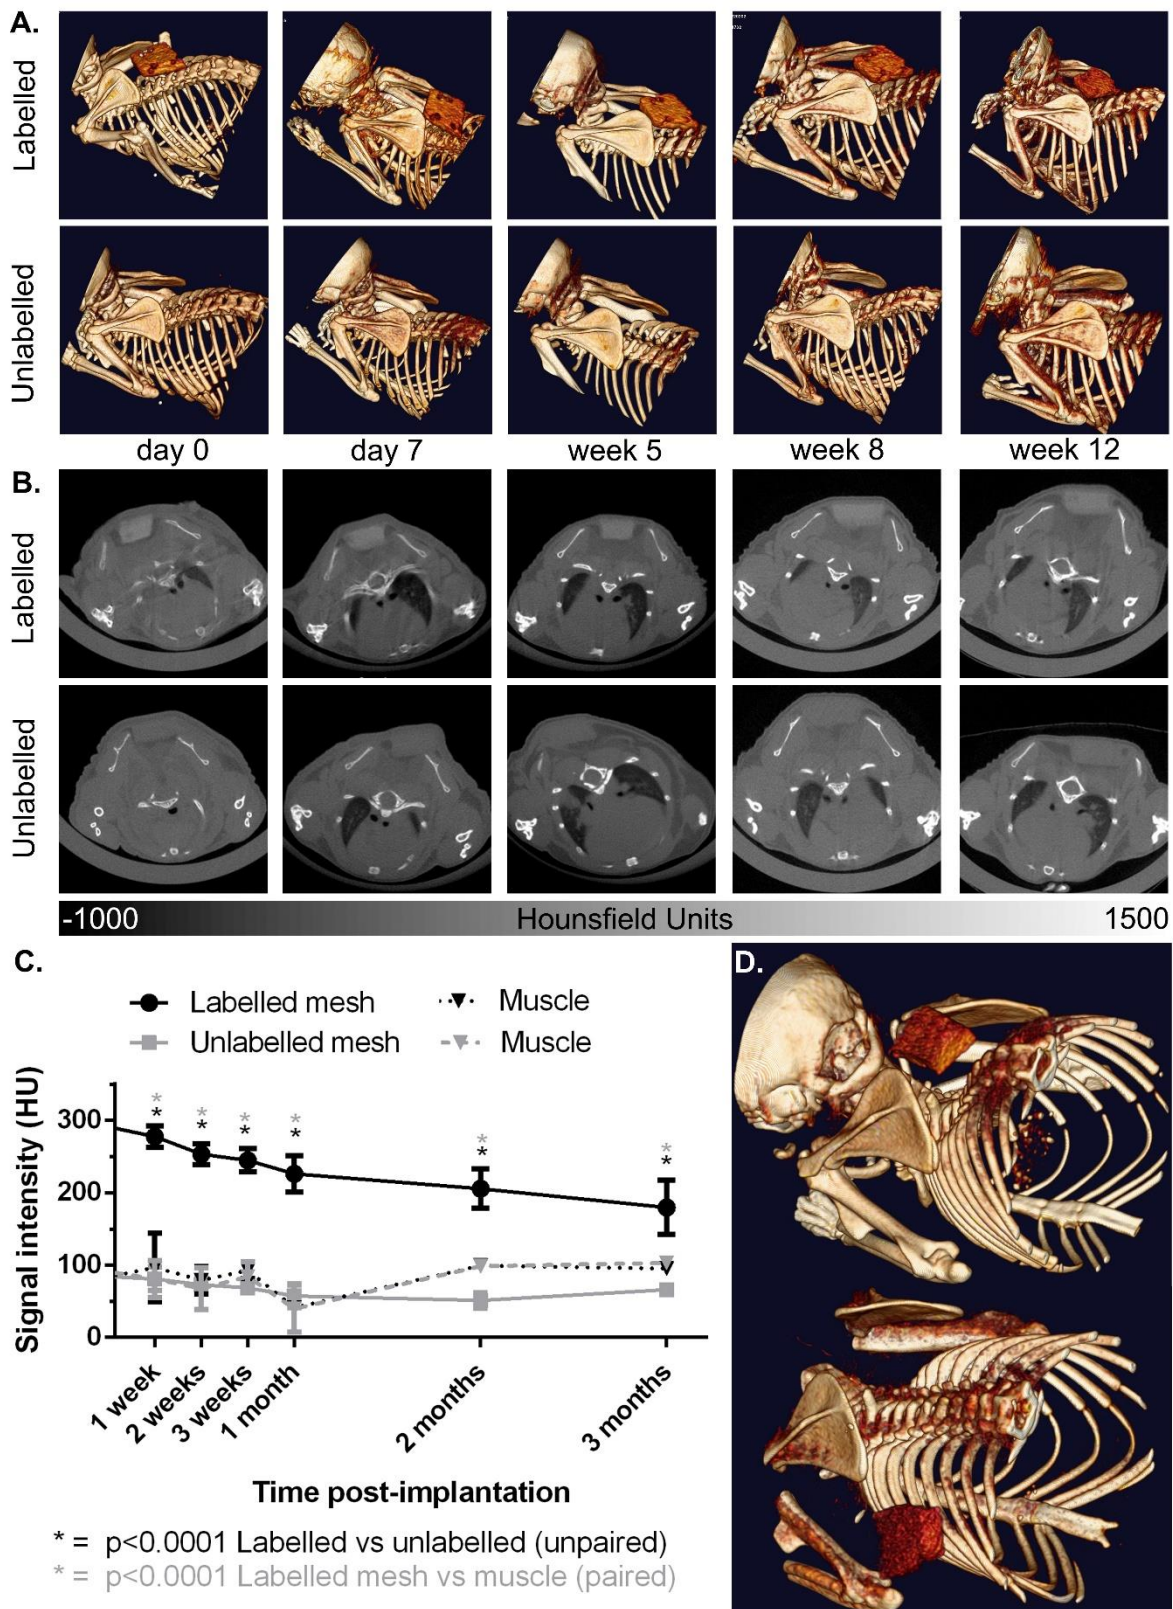 A.
Labelled
Unlabelled
day 0
day 7
week 5
week 8
week 12
B.
Labelled
Unlabelled
-1000 Hounsfield Units 1500
C.
Labelled mesh
Muscle
Unlabelled mesh
Muscle
Signal intensity (HU)
300
200
100
0
* * * * * *
* * * * * *
1 week
2 weeks
3 weeks
1 month
2 months
3 months
Time post-implantation
* = p<0.0001 Labelled vs unlabelled (unpaired)
* = p<0.0001 Labelled mesh vs muscle (paired)
D.